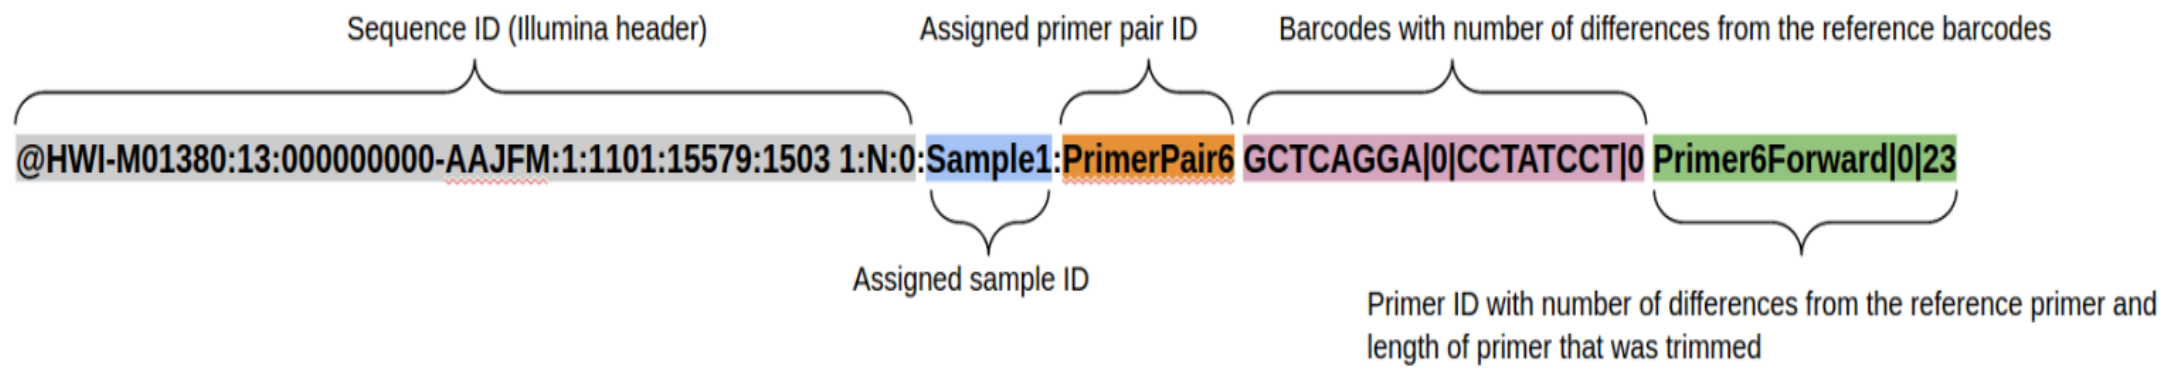 Sequence ID (Illumina header)
Assigned primer pair ID
Barcodes with number of differences from the reference barcodes
@HWI-M01380:13:000000000-AAJFM:1:1101:15579:1503 1:N:0:Sample1:PrimerPair6 GCTCAGGA|0|CCTATCCT|0 Primer6Forward|0|23
Assigned sample ID
Primer ID with number of differences from the reference primer and
length of primer that was trimmed